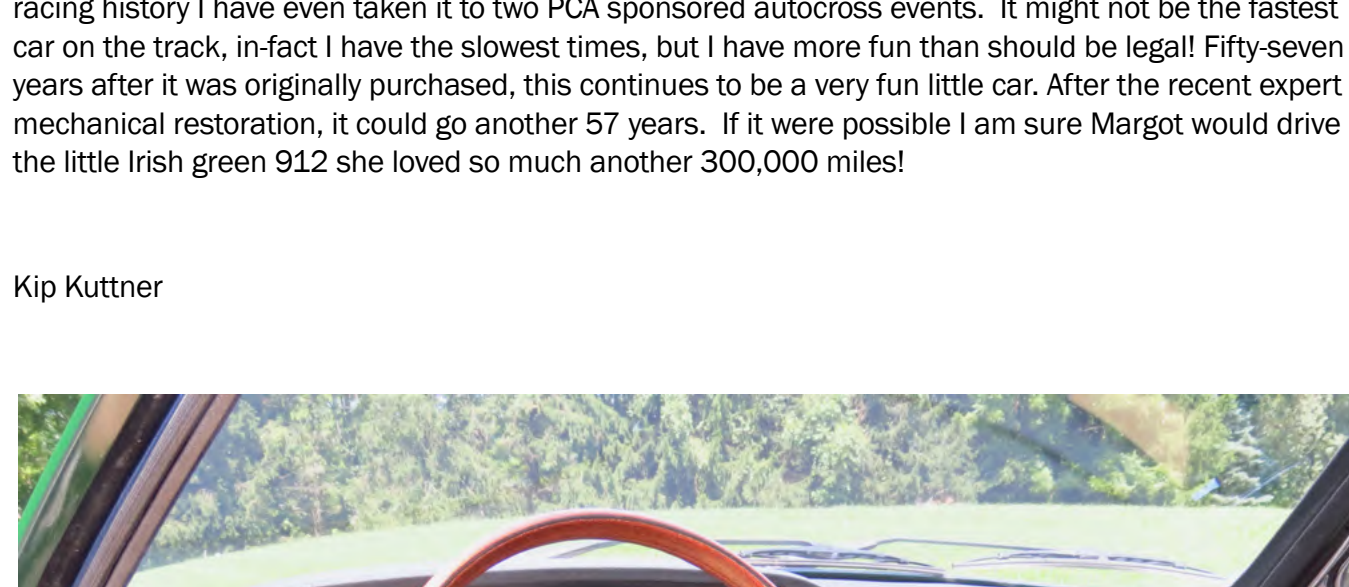 racing history I have even taken it to two PCA sponsored autocross events.  It might not be the fastest
car on the track, in-fact I have the slowest times, but I have more fun than should be legal! Fifty-seven
years after it was originally purchased, this continues to be a very fun little car. After the recent expert
mechanical restoration, it could go another 57 years.  If it were possible I am sure Margot would drive
the little Irish green 912 she loved so much another 300,000 miles!
Kip Kuttner